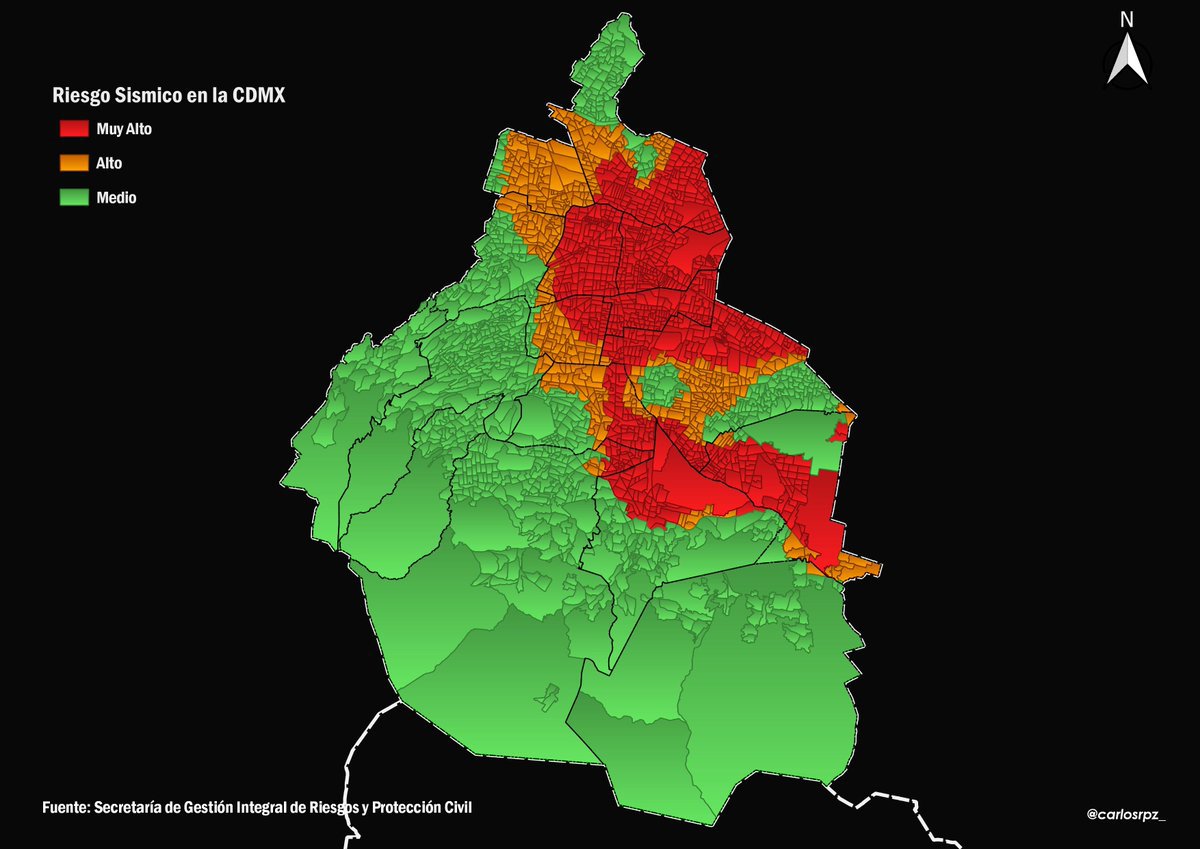 N
Riesgo Sismico en la CDMX
Muy Alto
Alto
Medio
Fuente: Secretaría de Gestión Integral de Riesgos y Protección Civil
@carlosrpz_